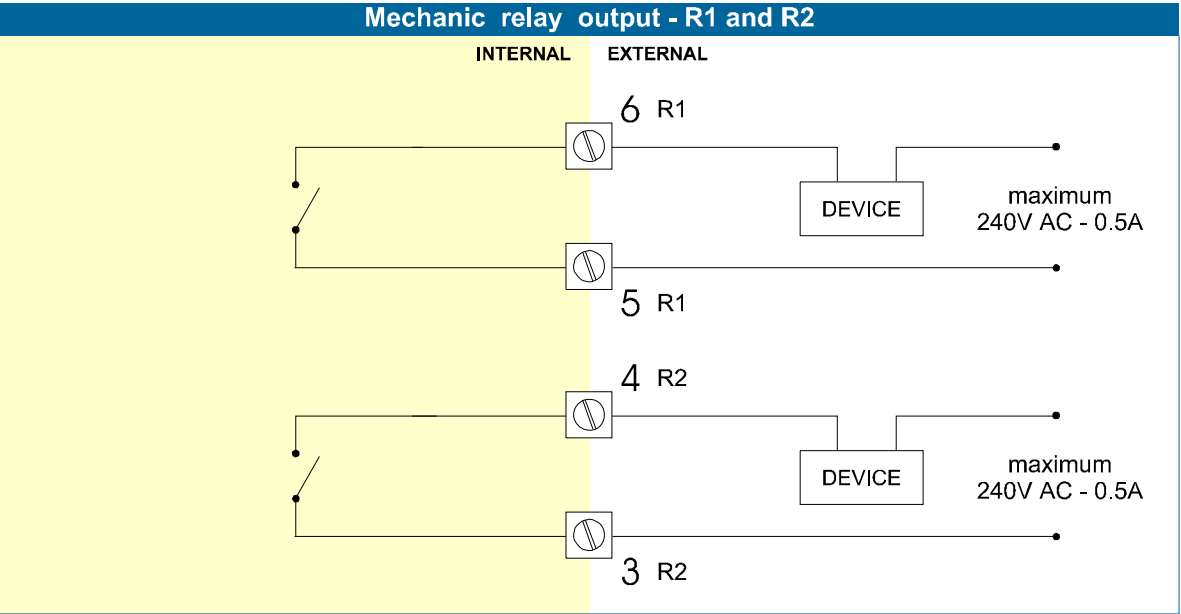 Mechanic relay output - R1 and R2
INTERNAL EXTERNAL
6 R1
DEVICE
maximum
240V AC - 0.5A
5 R1
4 R2
DEVICE
maximum
240V AC - 0.5A
3 R2